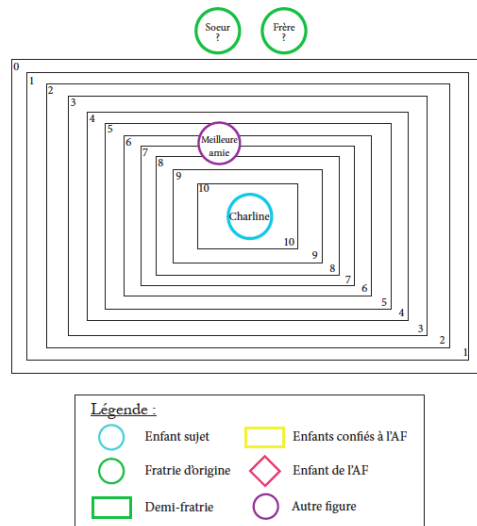 Soeur
?
Frère
?
0
1
2
3
4
5
6
7
8
9
10
Meilleure
amie
Charline
10
9
8
7
6
5
4
3
2
1
Légende :
Enfant sujet
Enfants confiés à l'AF
Fratrie d'origine
Enfant de l'AF
Demi-fratrie
Autre figure